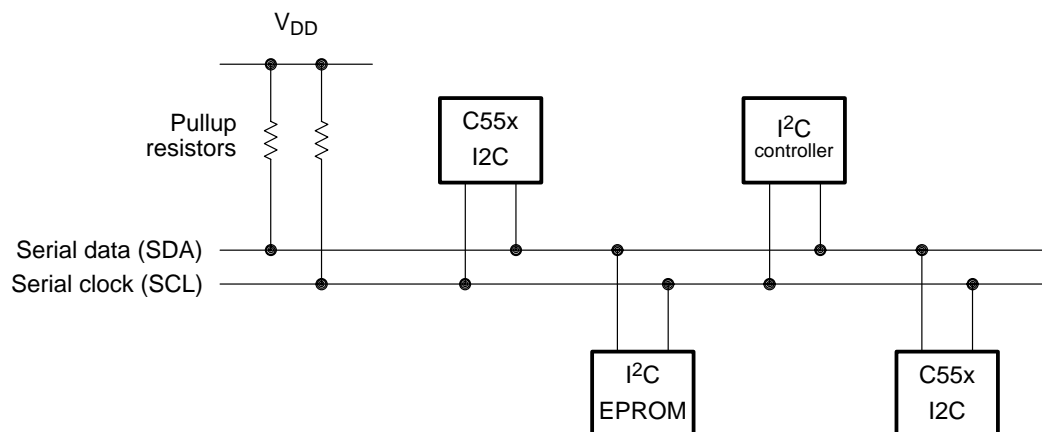 VDD
Pullup
resistors
C55x
I2C
I²C
controller
Serial data (SDA)
Serial clock (SCL)
I²C
EPROM
C55x
I2C